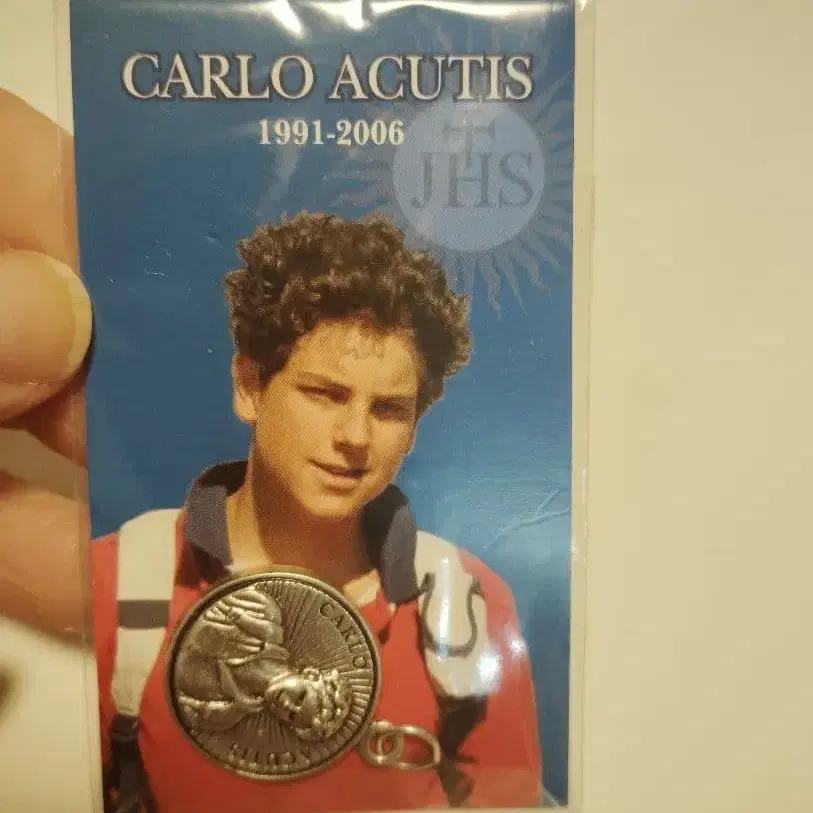 CARLO ACUTIS
1991-2006
JHS
CARLO
ACUTIS